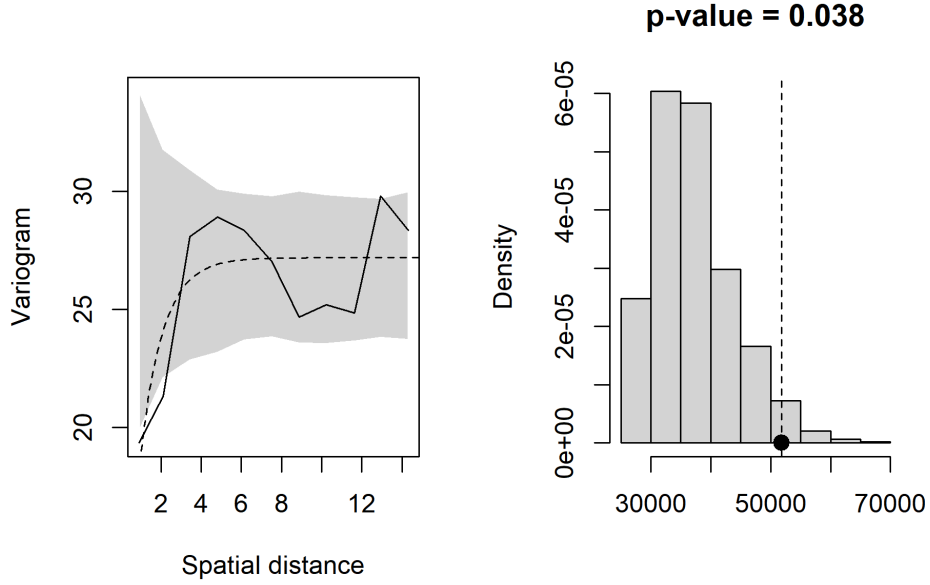 Variogram
30
25
20
2 4 6 8 12
Spatial distance
p-value = 0.038
Density
6e-05
4e-05
2e-05
0e+00
30000 50000 70000